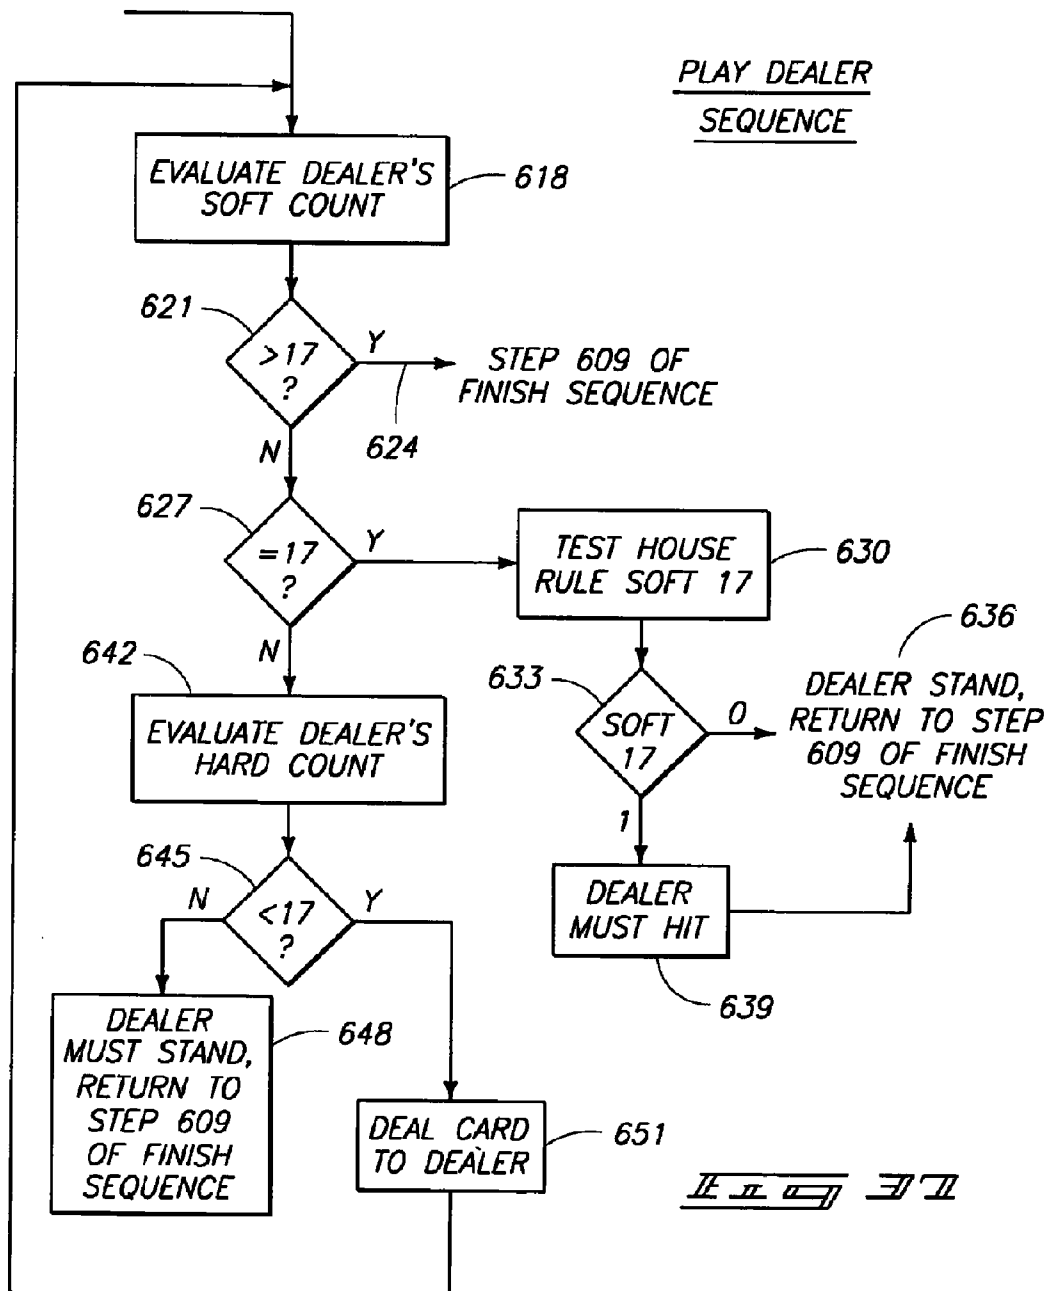 PLAY DEALER
SEQUENCE
EVALUATE DEALER'S
SOFT COUNT
618
621
>17
?
Y
STEP 609 OF
FINISH SEQUENCE
624
N
627
=17
?
Y
TEST HOUSE
RULE SOFT 17
630
N
633
SOFT
17
0
636
DEALER STAND,
RETURN TO STEP
609 OF FINISH
SEQUENCE
1
642
EVALUATE DEALER'S
HARD COUNT
DEALER
MUST HIT
639
645
<17
?
N
Y
DEALER
MUST STAND,
RETURN TO
STEP 609
OF FINISH
SEQUENCE
648
DEAL CARD
TO DEALER
651
Fig 37